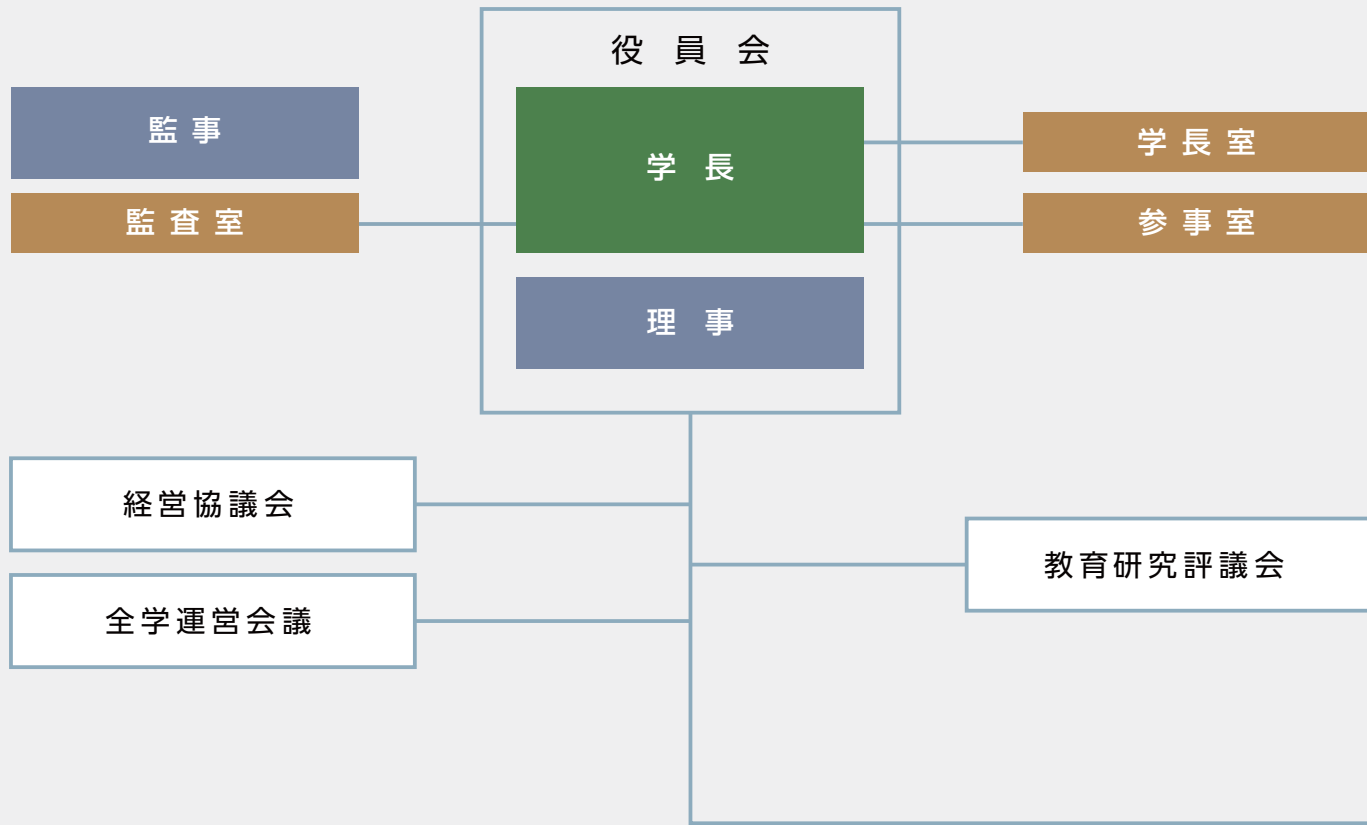 役員会
監事
学長
学長室
監査室
参事室
理事
経営協議会
教育研究評議会
全学運営会議